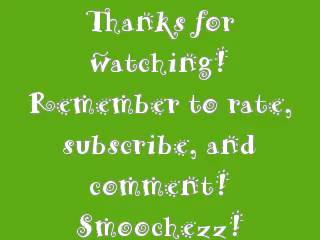 Thanks for
watching!
Remember to rate,
subscribe, and
comment!
Smoochezz!